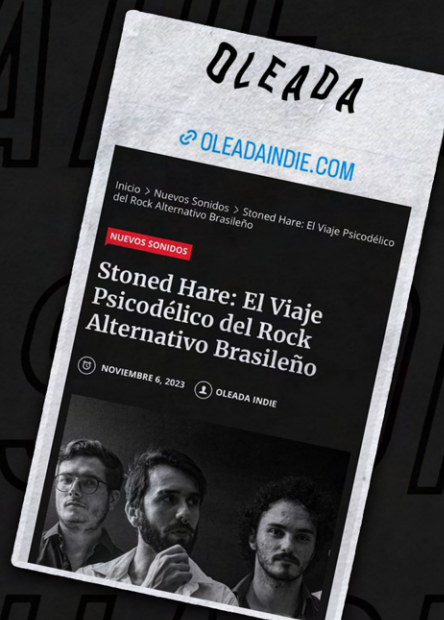 OLEADA
OLEADAINDIE.COM
Inicio > Nuevos Sonidos > Stoned Hare: El Viaje Psicodélico
del Rock Alternativo Brasileño
NUEVOS SONIDOS
Stoned Hare: El Viaje
Psicodélico del Rock
Alternativo Brasileño
NOVIEMBRE 6, 2023 OLEADA INDIE